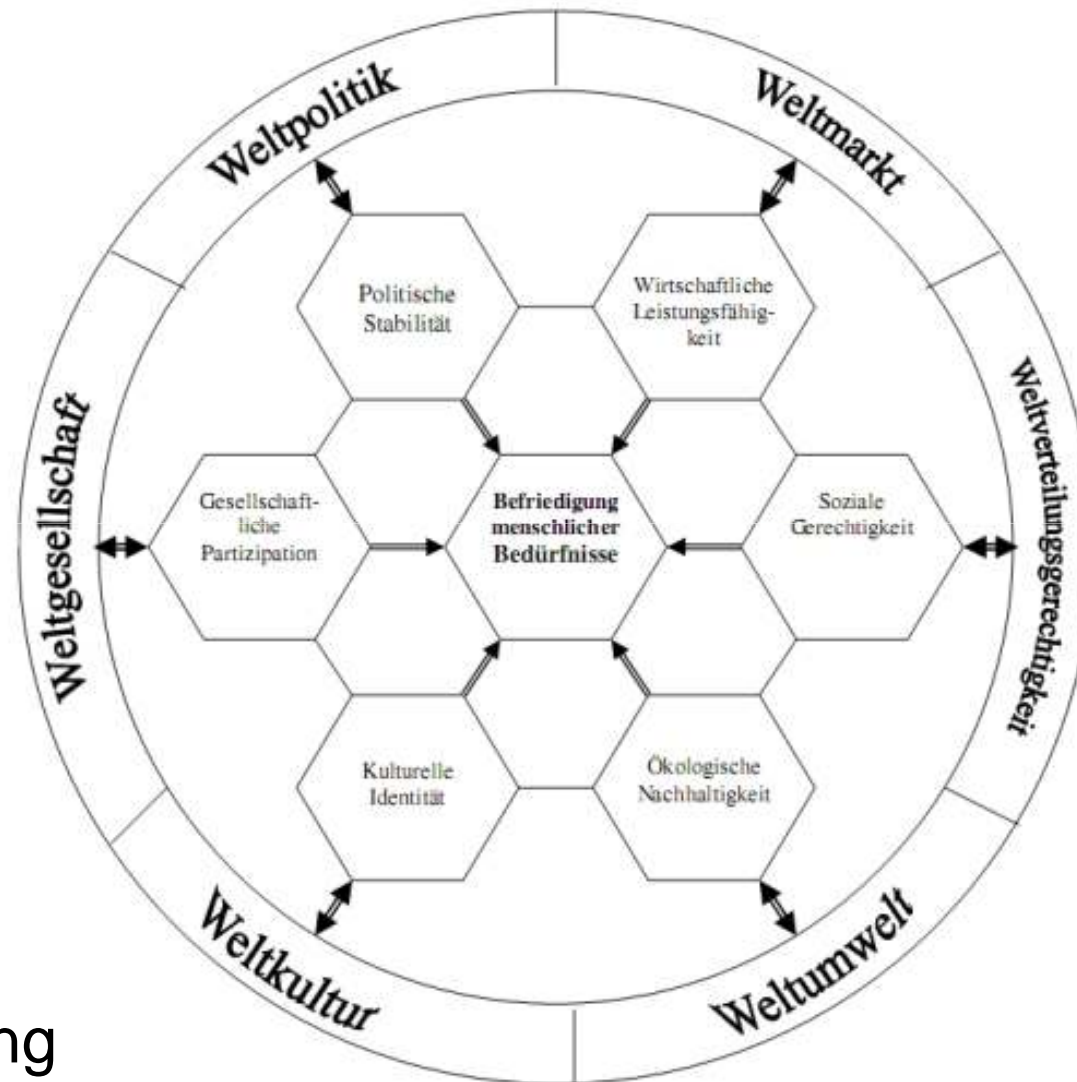 Weltpolitik
Weltmarkt
Politische
Stabilität
Wirtschaftliche
Leistungsfähig-
keit
Weltgesellschaft
Weltverteilungsgerechtigkeit
Gesellschaft-
liche
Partizipation
Befriedigung
menschlicher
Bedürfnisse
Soziale
Gerechtigkeit
Kulturelle
Identität
Ökologische
Nachhaltigkeit
Weltkultur
Weltumwelt
ng